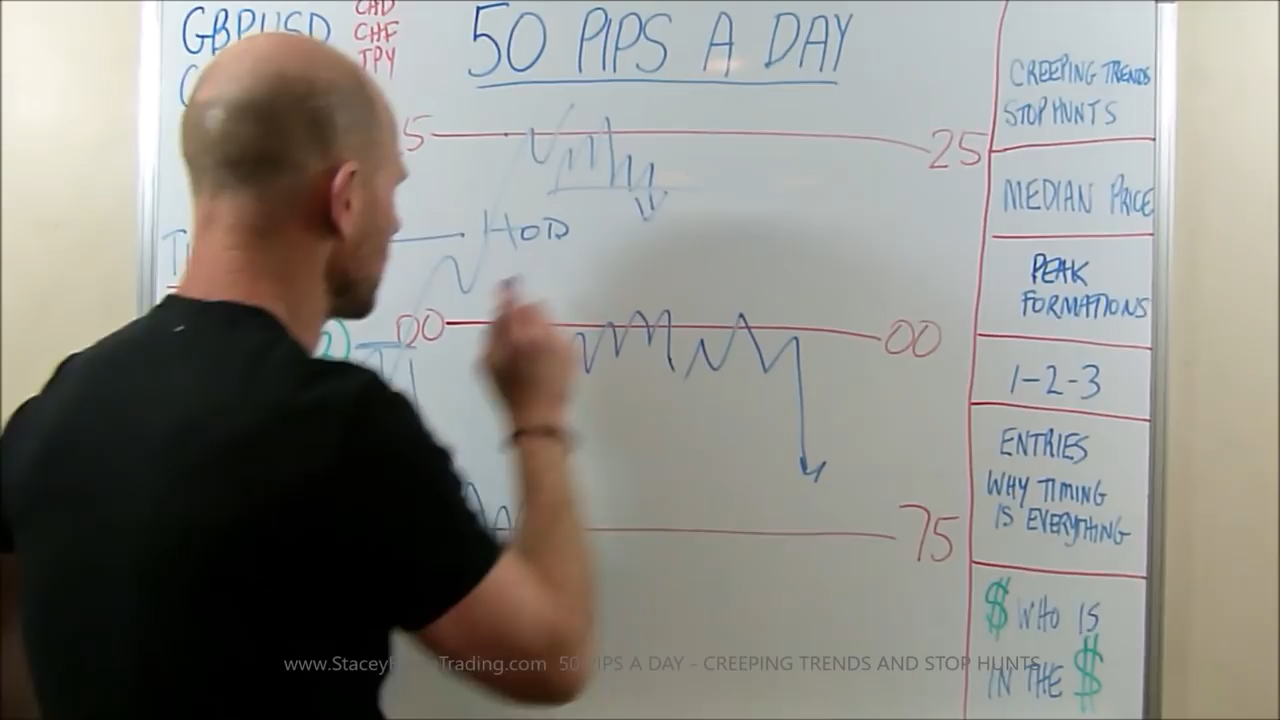 GBPUSD
CAD
CHF
JPY
50 PIPS A DAY
25
HOD
00
00
75
CREEPING TRENDS
STOP HUNTS
MEDIAN PRICE
PEAK
FORMATIONS
1-2-3
ENTRIES
WHY TIMING
IS EVERYTHING
$ WHO IS
IN THE $
50 PIPS A DAY - CREEPING TRENDS AND STOP HUNTS